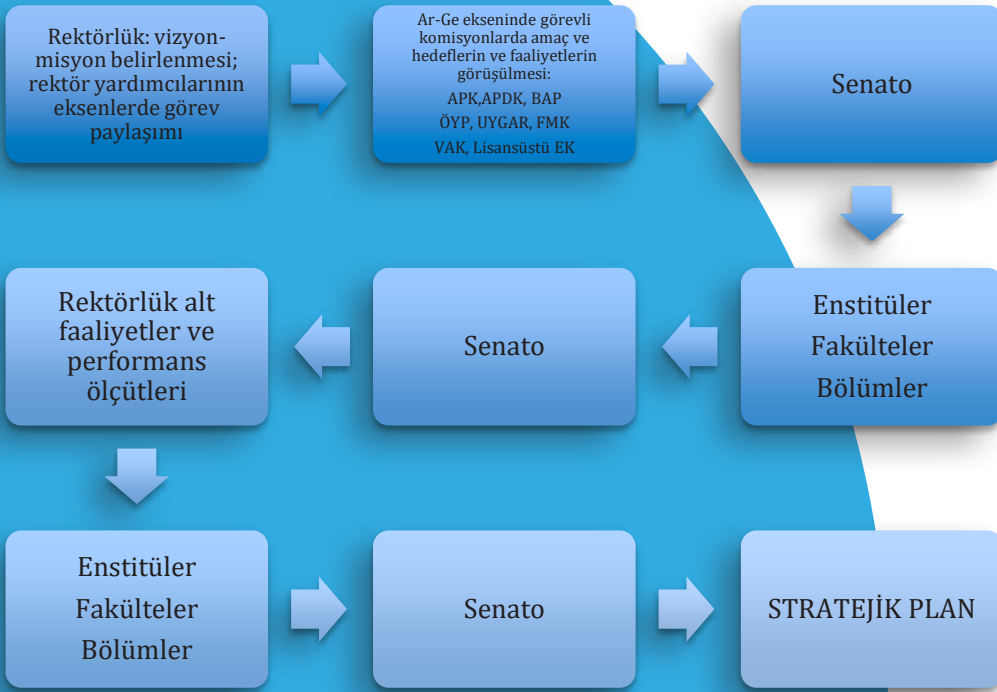 Rektörlük: vizyon-
misyon belirlenmesi;
rektör yardımcılarının
eksenlerde görev
paylaşımı
Ar-Ge ekseninde görevli
komisyonlarda amaç ve
hedeflerin ve faaliyetlerin
görüşülmesi:
APK,APDK, BAP
ÖYP, UYGAR, FMK
VAK, Lisansüstü EK
Senato
Enstitüler
Fakülteler
Bölümler
Senato
Rektörlük alt
faaliyetler ve
performans
ölçütleri
Enstitüler
Fakülteler
Bölümler
Senato
STRATEJİK PLAN